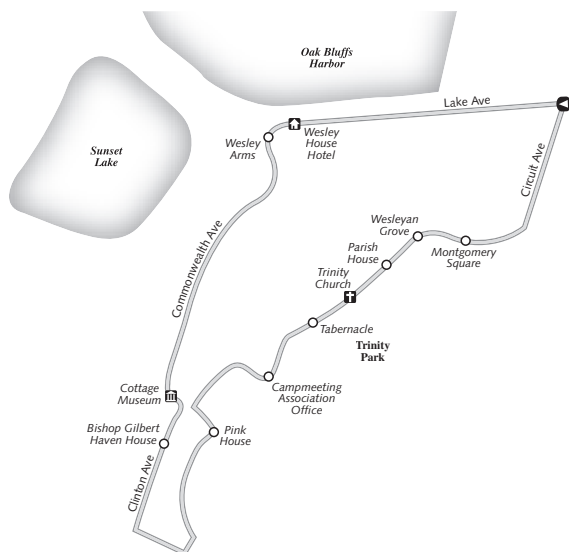 Oak Bluffs
Harbor
Lake Ave
Sunset
Lake
Wesley
House
Hotel
Wesley
Arms
Circuit Ave
Wesleyan
Grove
Montgomery
Square
Parish
House
Commonwealth Ave
Trinity
Church
Tabernacle
Trinity
Park
Cottage
Museum
Campmeeting
Association
Office
Bishop Gilbert
Haven House
Pink
House
Clinton Ave